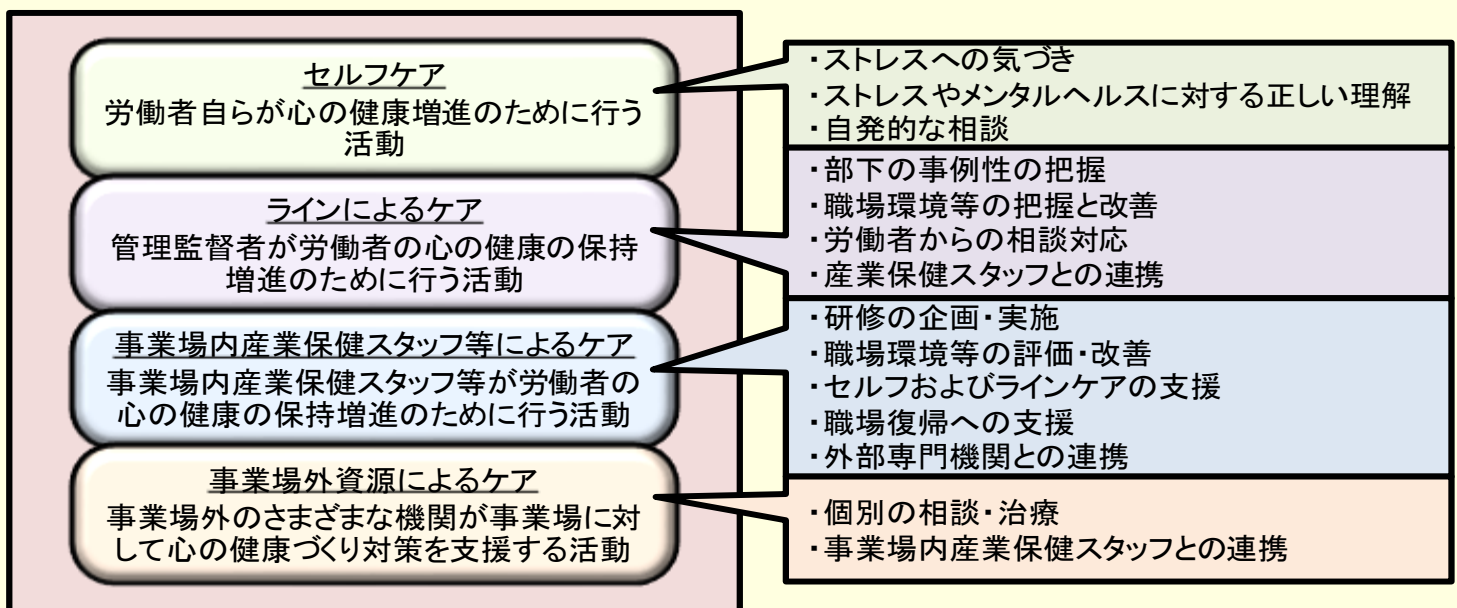 セルフケア
労働者自らが心の健康増進のために行う
活動
・ストレスへの気づき
・ストレスやメンタルヘルスに対する正しい理解
・自発的な相談
ラインによるケア
管理監督者が労働者の心の健康の保持
増進のために行う活動
・部下の事例性の把握
・職場環境等の把握と改善
・労働者からの相談対応
・産業保健スタッフとの連携
事業場内産業保健スタッフ等によるケア
事業場内産業保健スタッフ等が労働者の
心の健康の保持増進のために行う活動
・研修の企画・実施
・職場環境等の評価・改善
・セルフおよびラインケアの支援
・職場復帰への支援
・外部専門機関との連携
事業場外資源によるケア
事業場外のさまざまな機関が事業場に対
して心の健康づくり対策を支援する活動
・個別の相談・治療
・事業場内産業保健スタッフとの連携